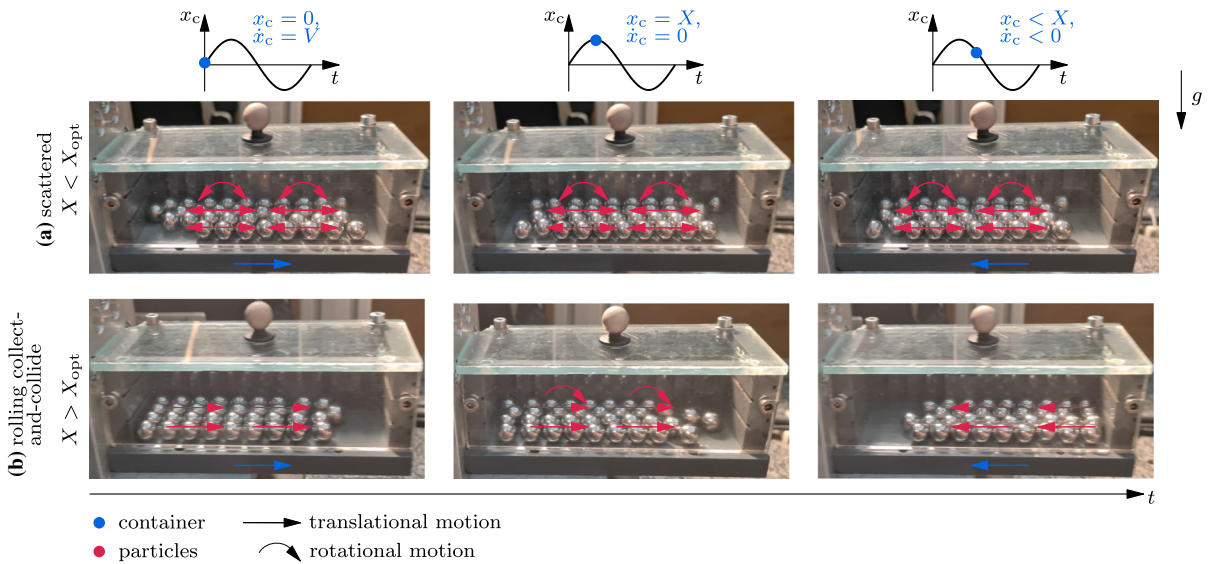 x_c
x_c = 0,
ẋ_c = V
t
x_c
x_c = X,
ẋ_c = 0
t
x_c
x_c < X,
ẋ_c < 0
t
g
(a) scattered
X < X_opt
(b) rolling collect-
and-collide
X > X_opt
t
container
translational motion
particles
rotational motion